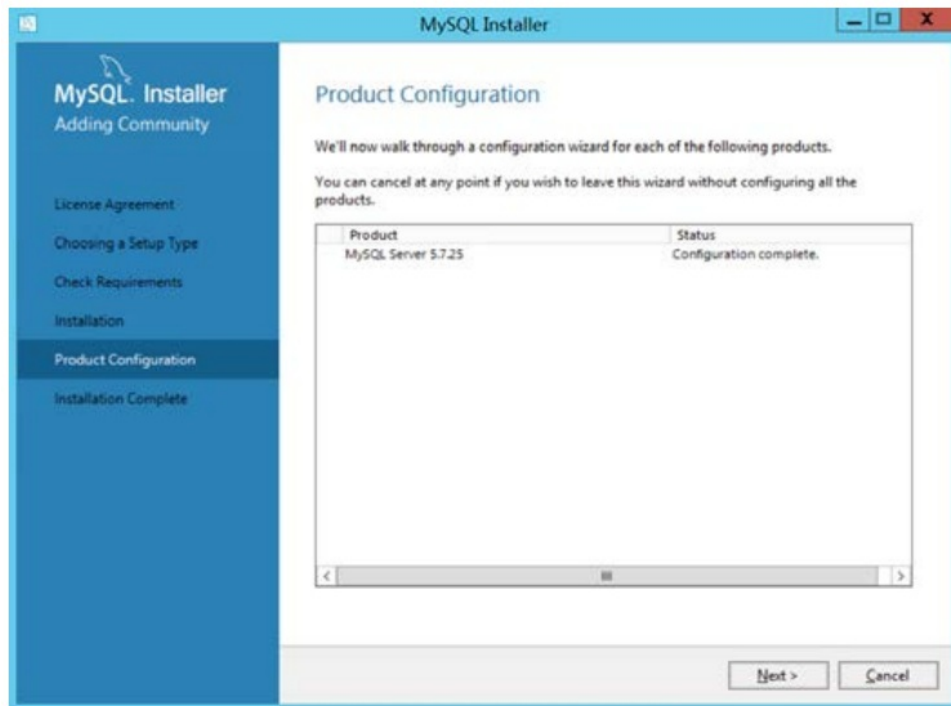 MySQL Installer
MySQL. Installer
Adding Community
License Agreement
Choosing a Setup Type
Check Requirements
Installation
Product Configuration
Installation Complete
Product Configuration
We'll now walk through a configuration wizard for each of the following products.
You can cancel at any point if you wish to leave this wizard without configuring all the
products.
Product Status
MySQL Server 5.7.25 Configuration complete.
Next >
Cancel